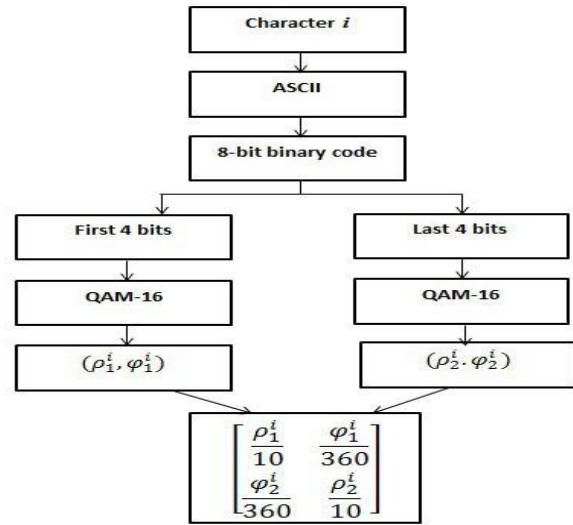 Character i
ASCII
8-bit binary code
First 4 bits Last 4 bits
QAM-16 QAM-16
(ρ₁ⁱ, φ₁ⁱ) (ρ₂ⁱ. φ₂ⁱ)
ρ₁ⁱ/10 φ₁ⁱ/360
φ₂ⁱ/360 ρ₂ⁱ/10